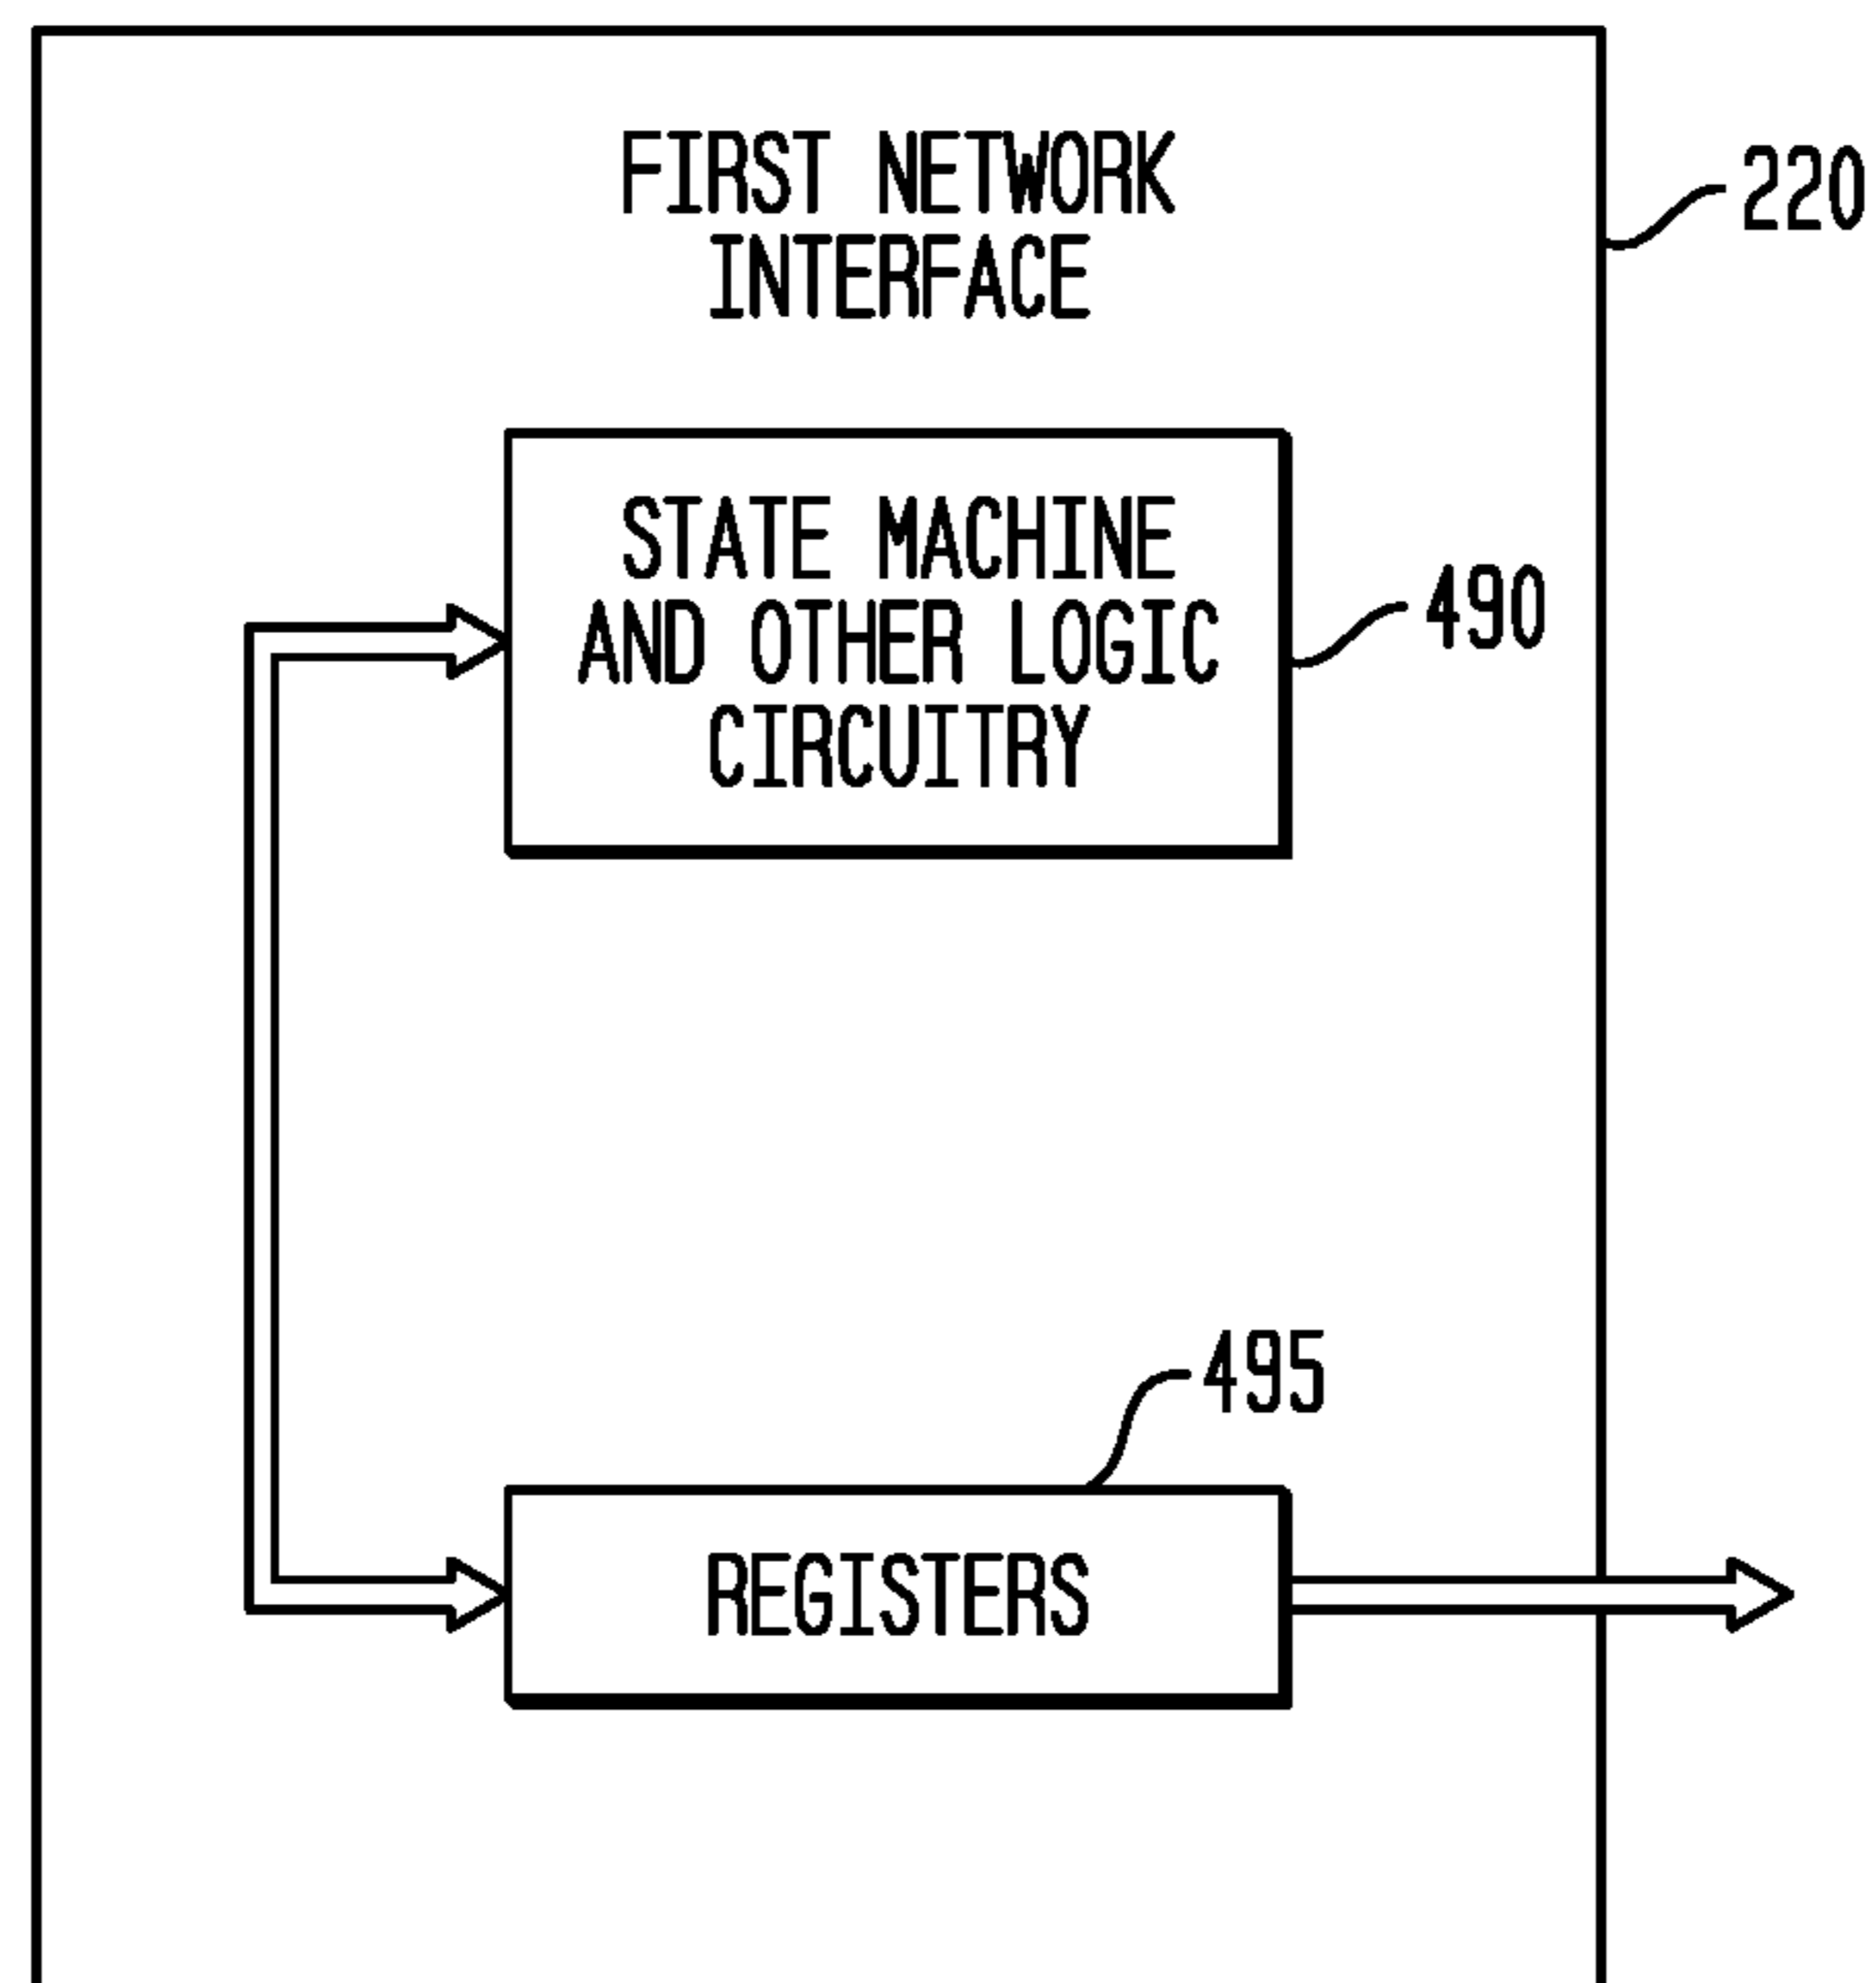 FIRST NETWORK
INTERFACE
220
STATE MACHINE
AND OTHER LOGIC
CIRCUITRY
490
495
REGISTERS